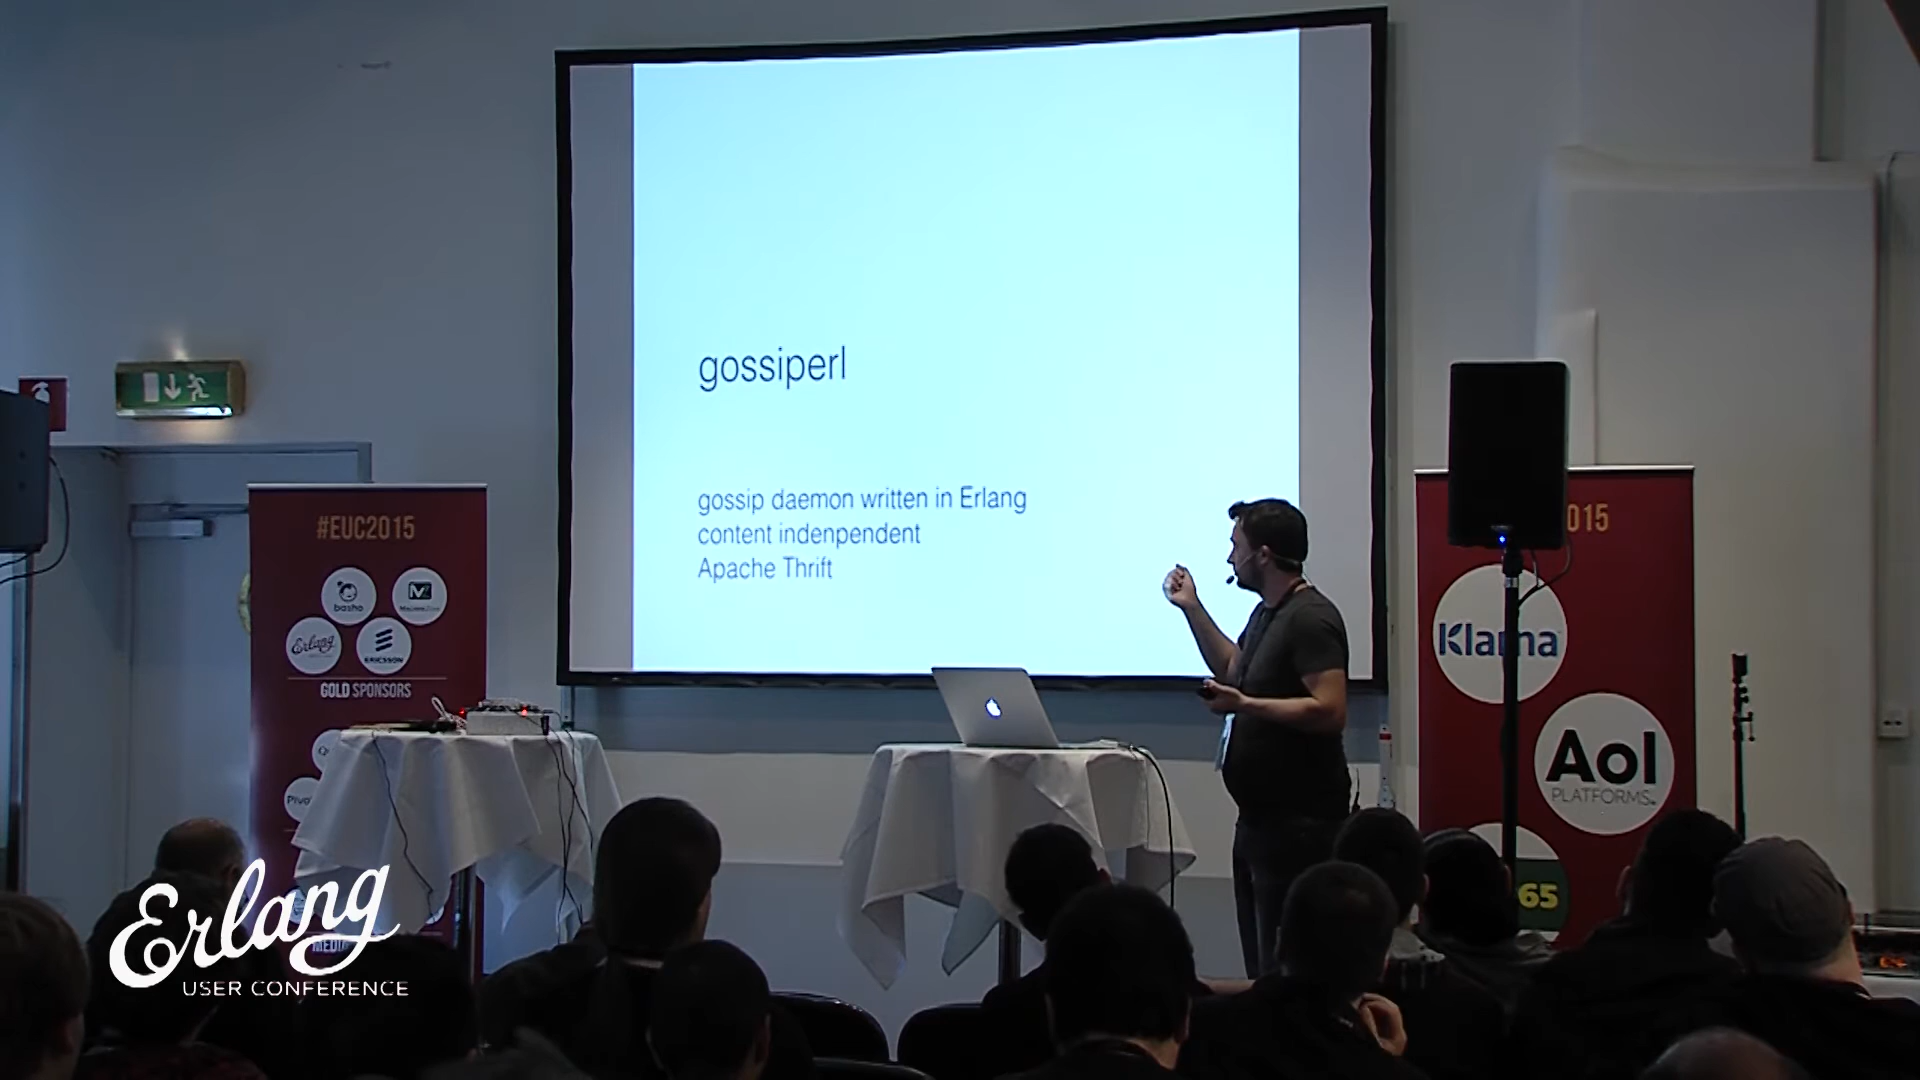 gossiperl
gossip daemon written in Erlang
content indenpendent
Apache Thrift
#EUC2015
basho
Erlang
ERICSSON
GOLD SPONSORS
015
Klarna
Aol
PLATFORMS
65
Erlang
USER CONFERENCE